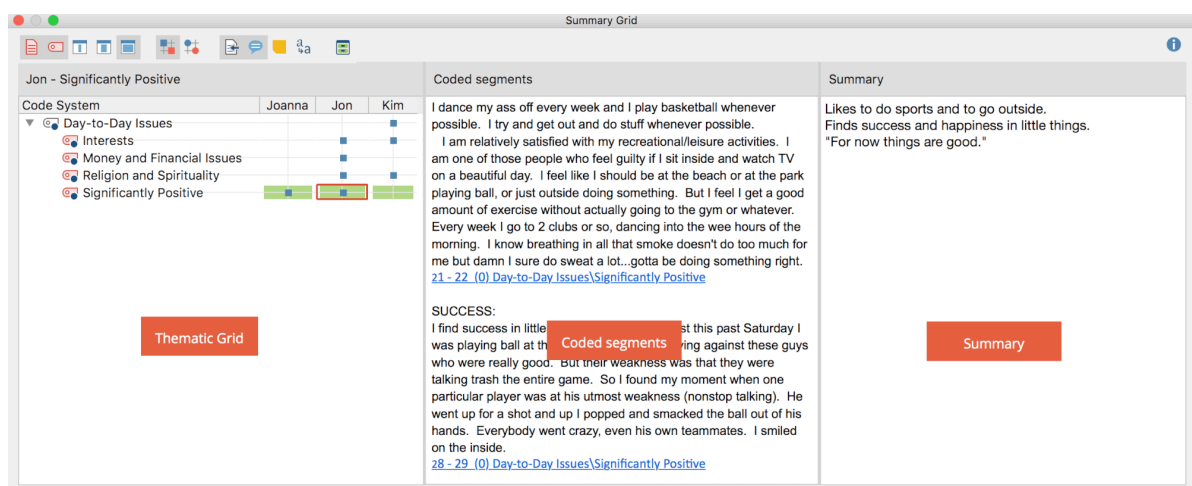 Summary Grid
Jon - Significantly Positive
Code System Joanna Jon Kim
Day-to-Day Issues
Interests
Money and Financial Issues
Religion and Spirituality
Significantly Positive
Thematic Grid
Coded segments
I dance my ass off every week and I play basketball whenever
possible. I try and get out and do stuff whenever possible.
I am relatively satisfied with my recreational/leisure activities. I
am one of those people who feel guilty if I sit inside and watch TV
on a beautiful day. I feel like I should be at the beach or at the park
playing ball, or just outside doing something. But I feel I get a good
amount of exercise without actually going to the gym or whatever.
Every week I go to 2 clubs or so, dancing into the wee hours of the
morning. I know breathing in all that smoke doesn't do too much for
me but damn I sure do sweat a lot...gotta be doing something right.
21 - 22 (0) Day-to-Day Issues\Significantly Positive
SUCCESS:
I find success in little st this past Saturday I
was playing ball at th ying against these guys
Coded segments
who were really good. But their weakness was that they were
talking trash the entire game. So I found my moment when one
particular player was at his utmost weakness (nonstop talking). He
went up for a shot and up I popped and smacked the ball out of his
hands. Everybody went crazy, even his own teammates. I smiled
on the inside.
28 - 29 (0) Day-to-Day Issues\Significantly Positive
Summary
Likes to do sports and to go outside.
Finds success and happiness in little things.
"For now things are good."
Summary